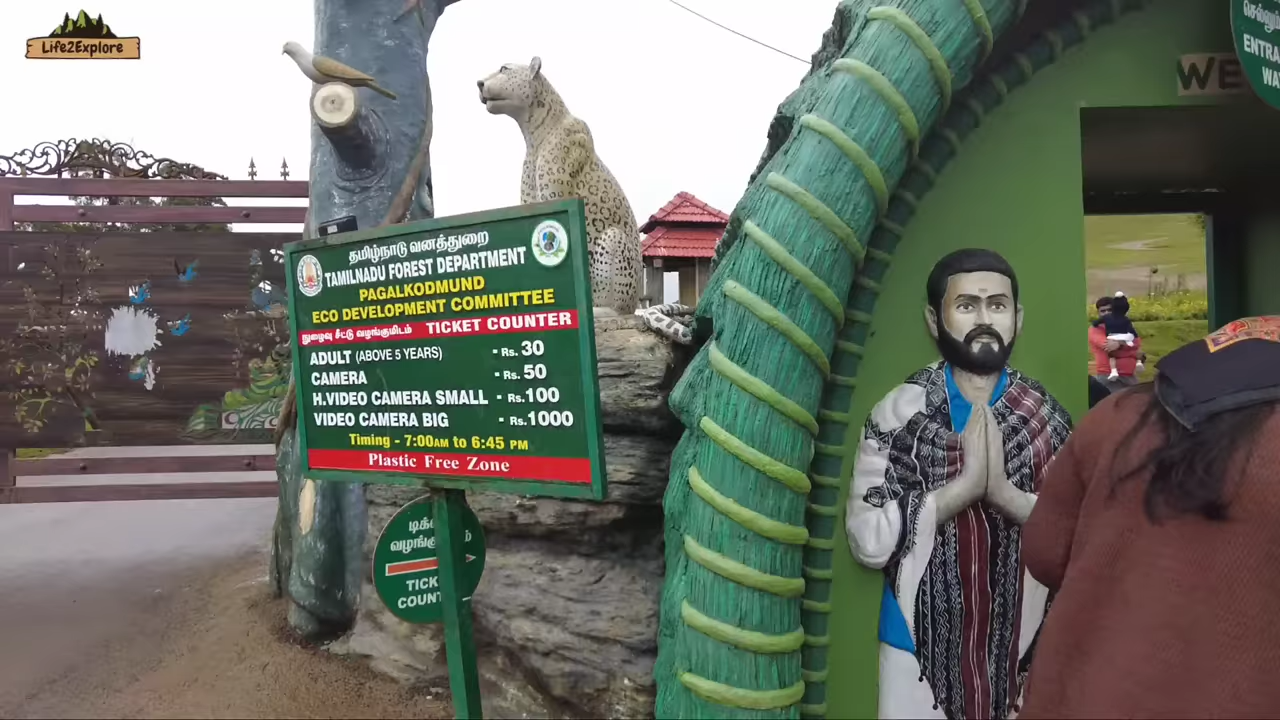 Life2Explore
தமிழ்நாடு வனத்துறை
TAMILNADU FOREST DEPARTMENT
PAGALKODMUND
ECO DEVELOPMENT COMMITTEE
நுழைவு சீட்டு வழங்குமிடம் TICKET COUNTER
ADULT (ABOVE 5 YEARS) - Rs. 30
CAMERA - Rs. 50
H.VIDEO CAMERA SMALL - Rs.100
VIDEO CAMERA BIG - Rs.1000
Timing - 7:00AM to 6:45 PM
Plastic Free Zone
TICK
COUNT
WE
ENTRA
WA